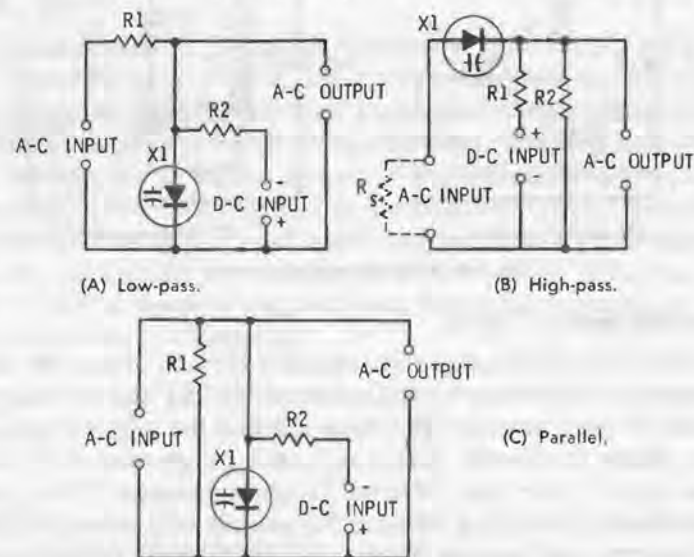 R1
A-C INPUT
X1
R2
A-C OUTPUT
-
D-C INPUT
+
(A) Low-pass.
X1
R1
R2
+
D-C INPUT
-
A-C OUTPUT
RS
A-C INPUT
(B) High-pass.
R1
A-C INPUT
X1
R2
A-C OUTPUT
-
D-C INPUT
+
(C) Parallel.